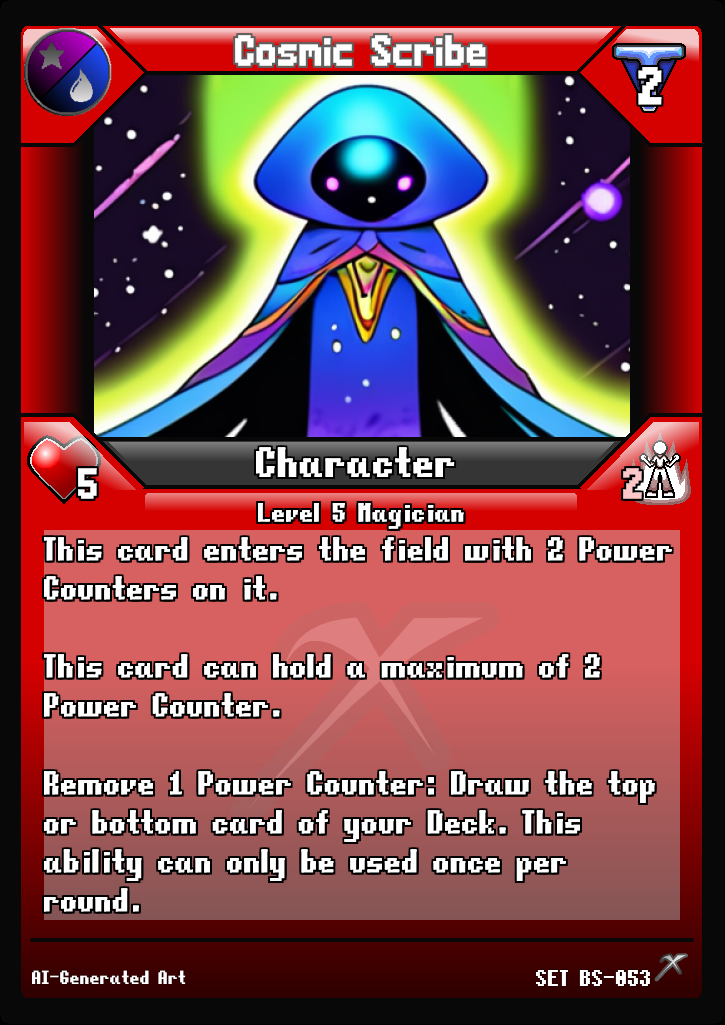 Cosmic Scribe
2
Character
5
2
Level 5 Magician
This card enters the field with 2 Power
Counters on it.
This card can hold a maximum of 2
Power Counter.
Remove 1 Power Counter: Draw the top
or bottom card of your Deck. This
ability can only be used once per
round.
AI-Generated Art
SET BS-053